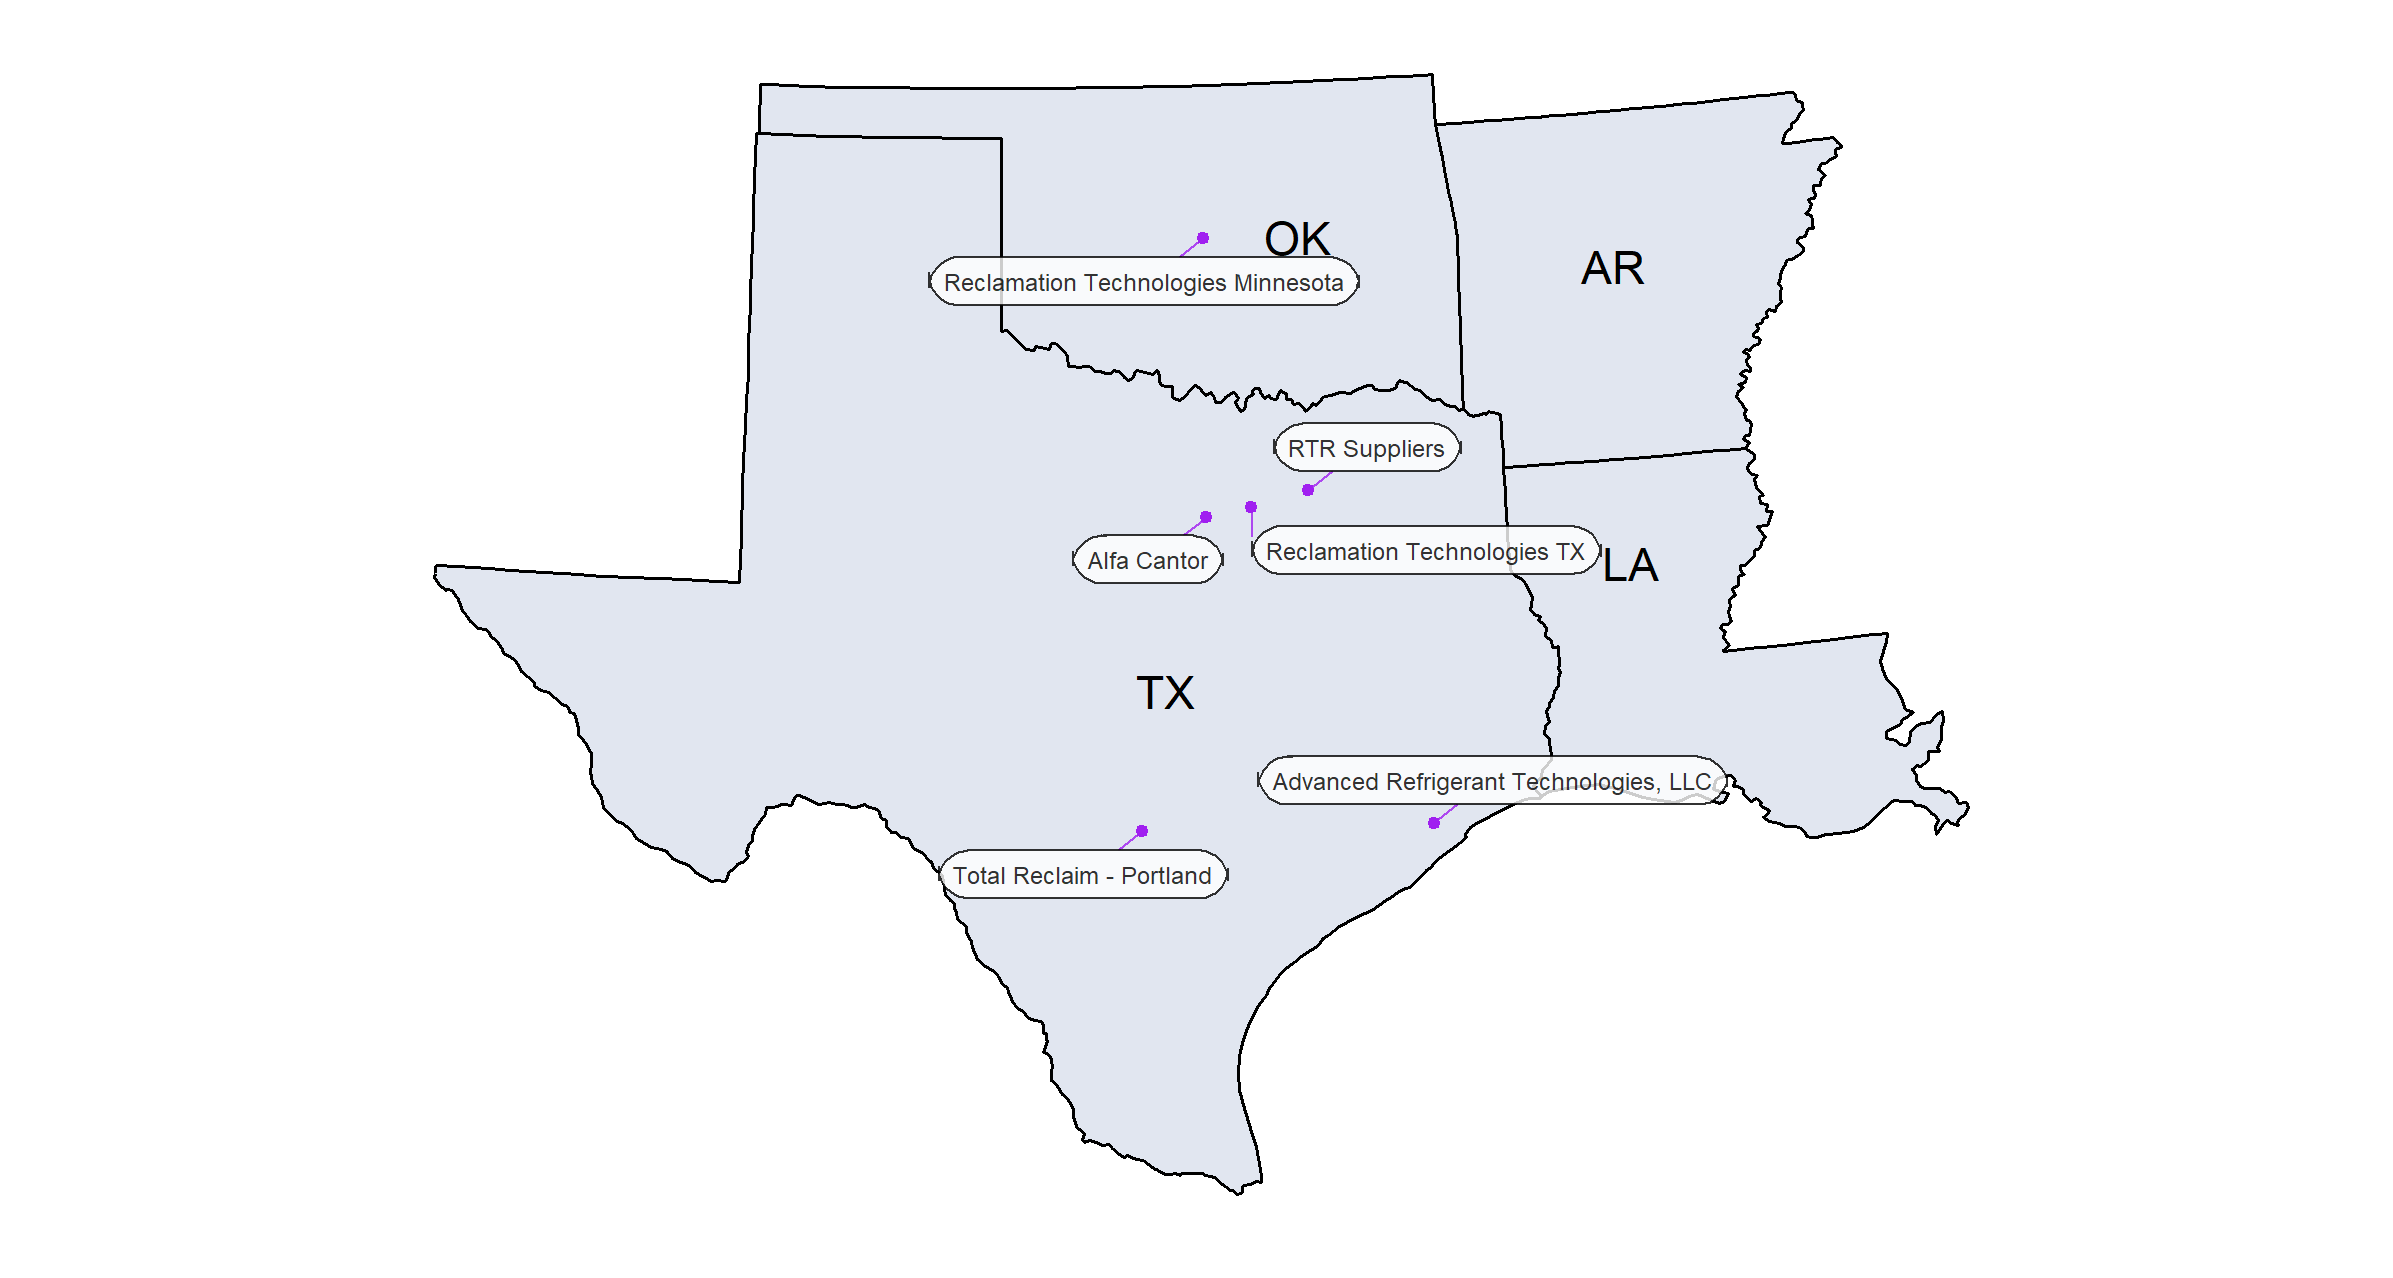 OK
AR
Reclamation Technologies Minnesota
RTR Suppliers
Alfa Cantor
Reclamation Technologies TX
LA
TX
Advanced Refrigerant Technologies, LLC
Total Reclaim - Portland